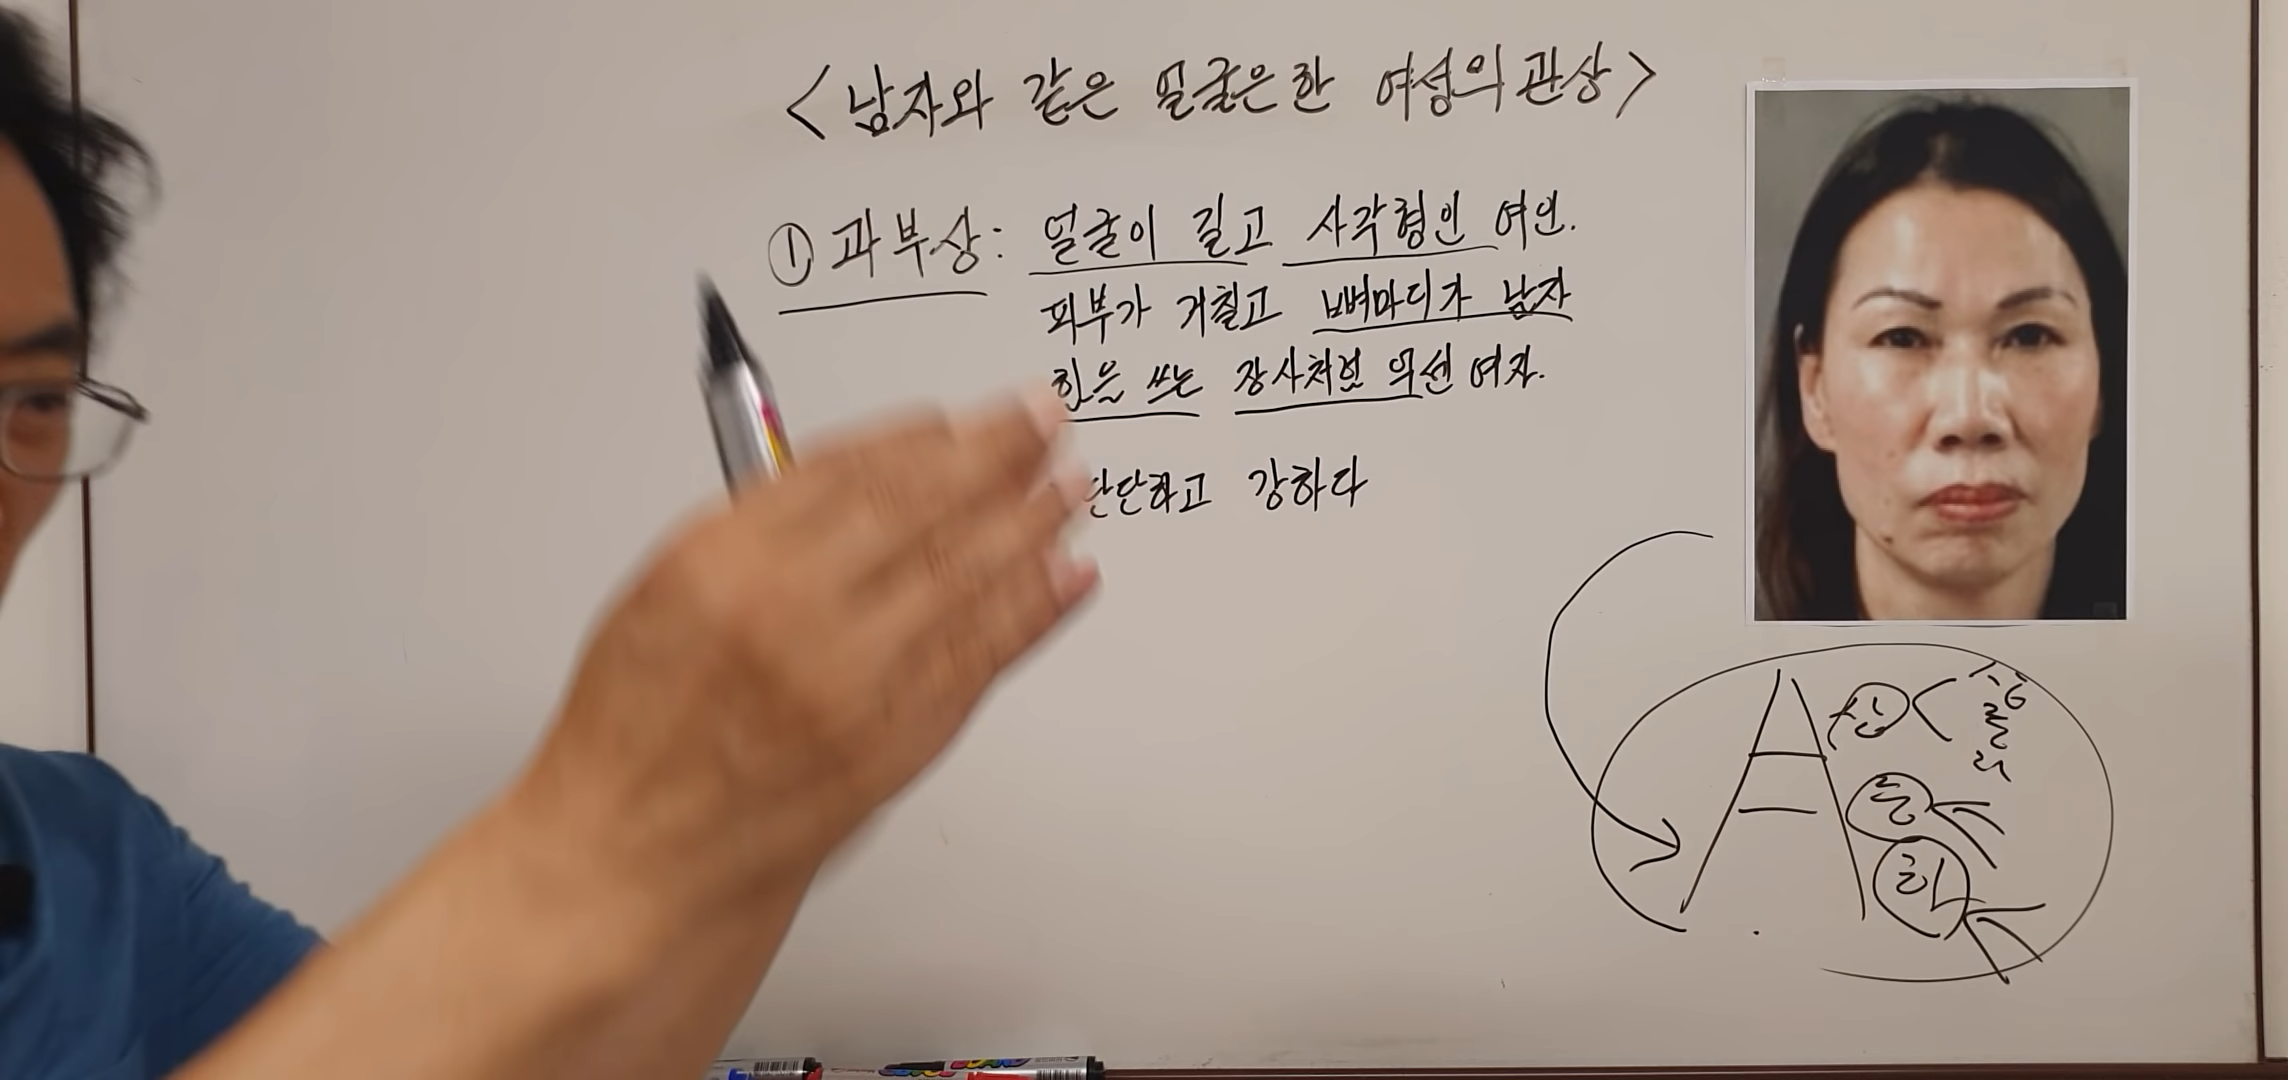 <남자와 같은 얼굴은한 여성의 관상>
① 과부상: 얼굴이 길고 사각형인 여인.
피부가 거칠고 뼈마디가 남자
힘을 쓰는 장사처럼 억센 여자.
단단하고 강하다